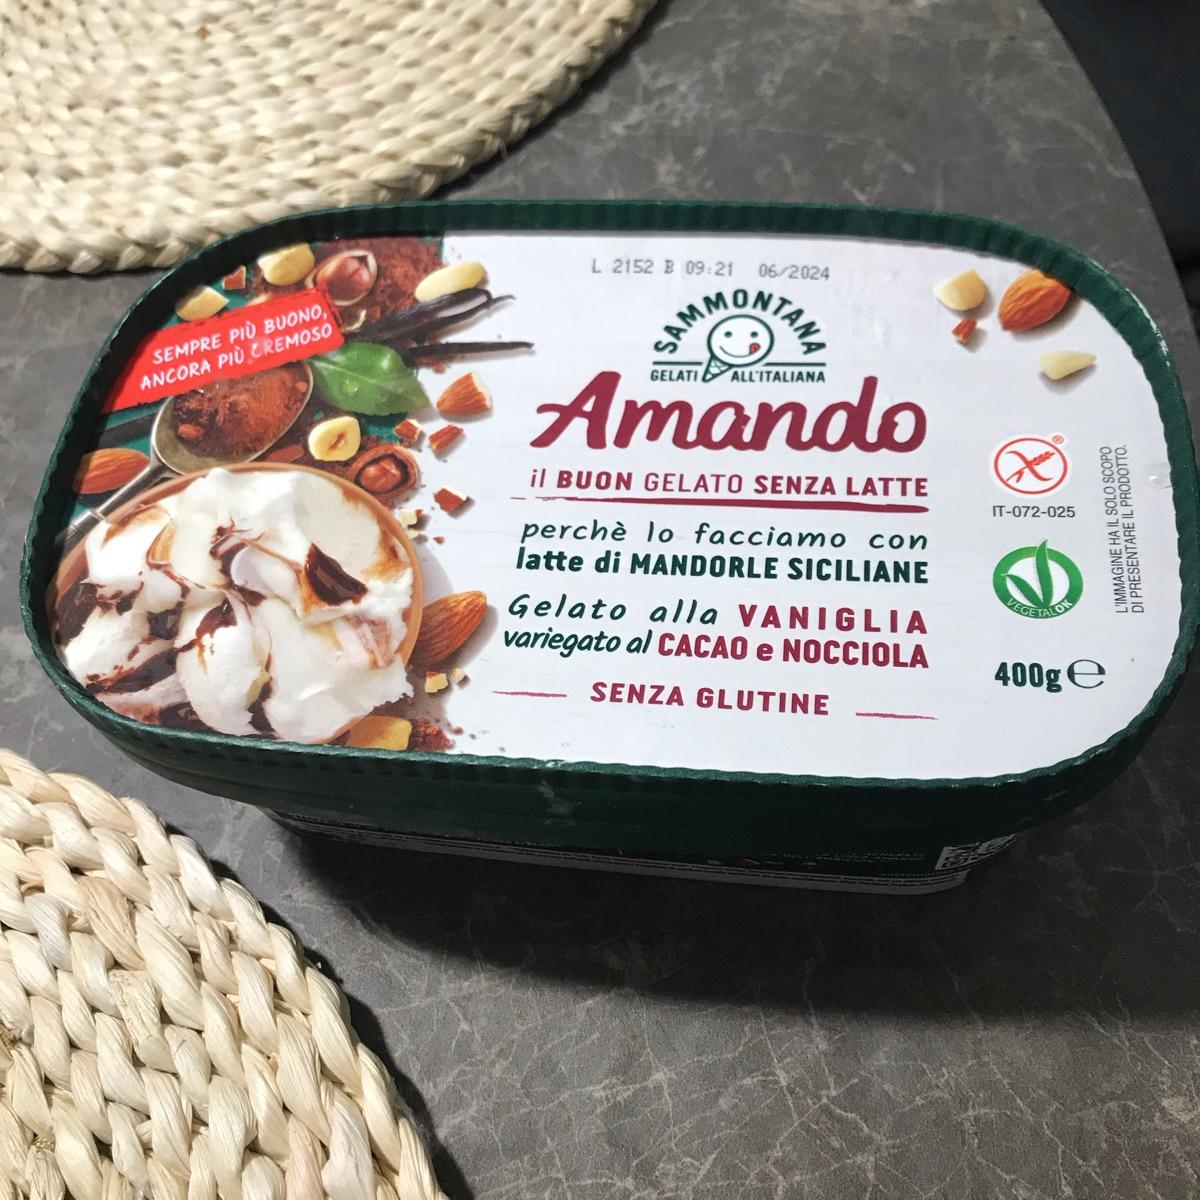 L 2152 B 09:21 06/2024
SAMMONTANA
GELATI ALL'ITALIANA
SEMPRE PIÙ BUONO,
ANCORA PIÙ CREMOSO
Amando
il BUON GELATO SENZA LATTE
perchè lo facciamo con
latte di MANDORLE SICILIANE
Gelato alla VANIGLIA
variegato al CACAO e NOCCIOLA
SENZA GLUTINE
®
IT-072-025
VEGETALOK
400g ℮
L'IMMAGINE HA IL SOLO SCOPO
DI PRESENTARE IL PRODOTTO.